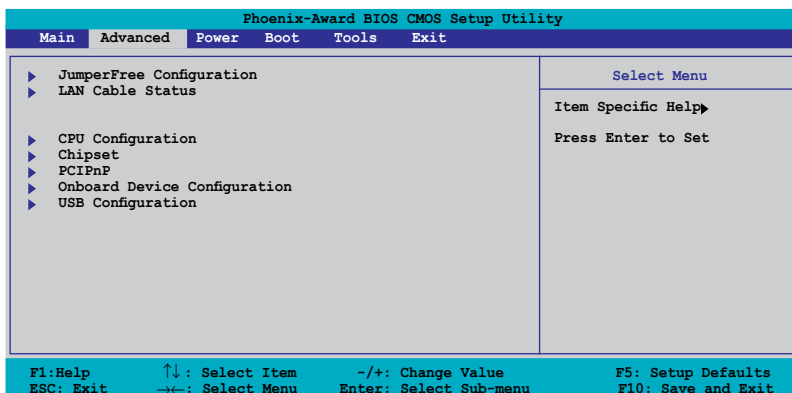 Phoenix-Award BIOS CMOS Setup Utility
Main Advanced Power Boot Tools Exit
JumperFree Configuration
LAN Cable Status
CPU Configuration
Chipset
PCIPnP
Onboard Device Configuration
USB Configuration
Select Menu
Item Specific Help
Press Enter to Set
F1:Help ↑↓: Select Item -/+: Change Value F5: Setup Defaults
ESC: Exit →←: Select Menu Enter: Select Sub-menu F10: Save and Exit